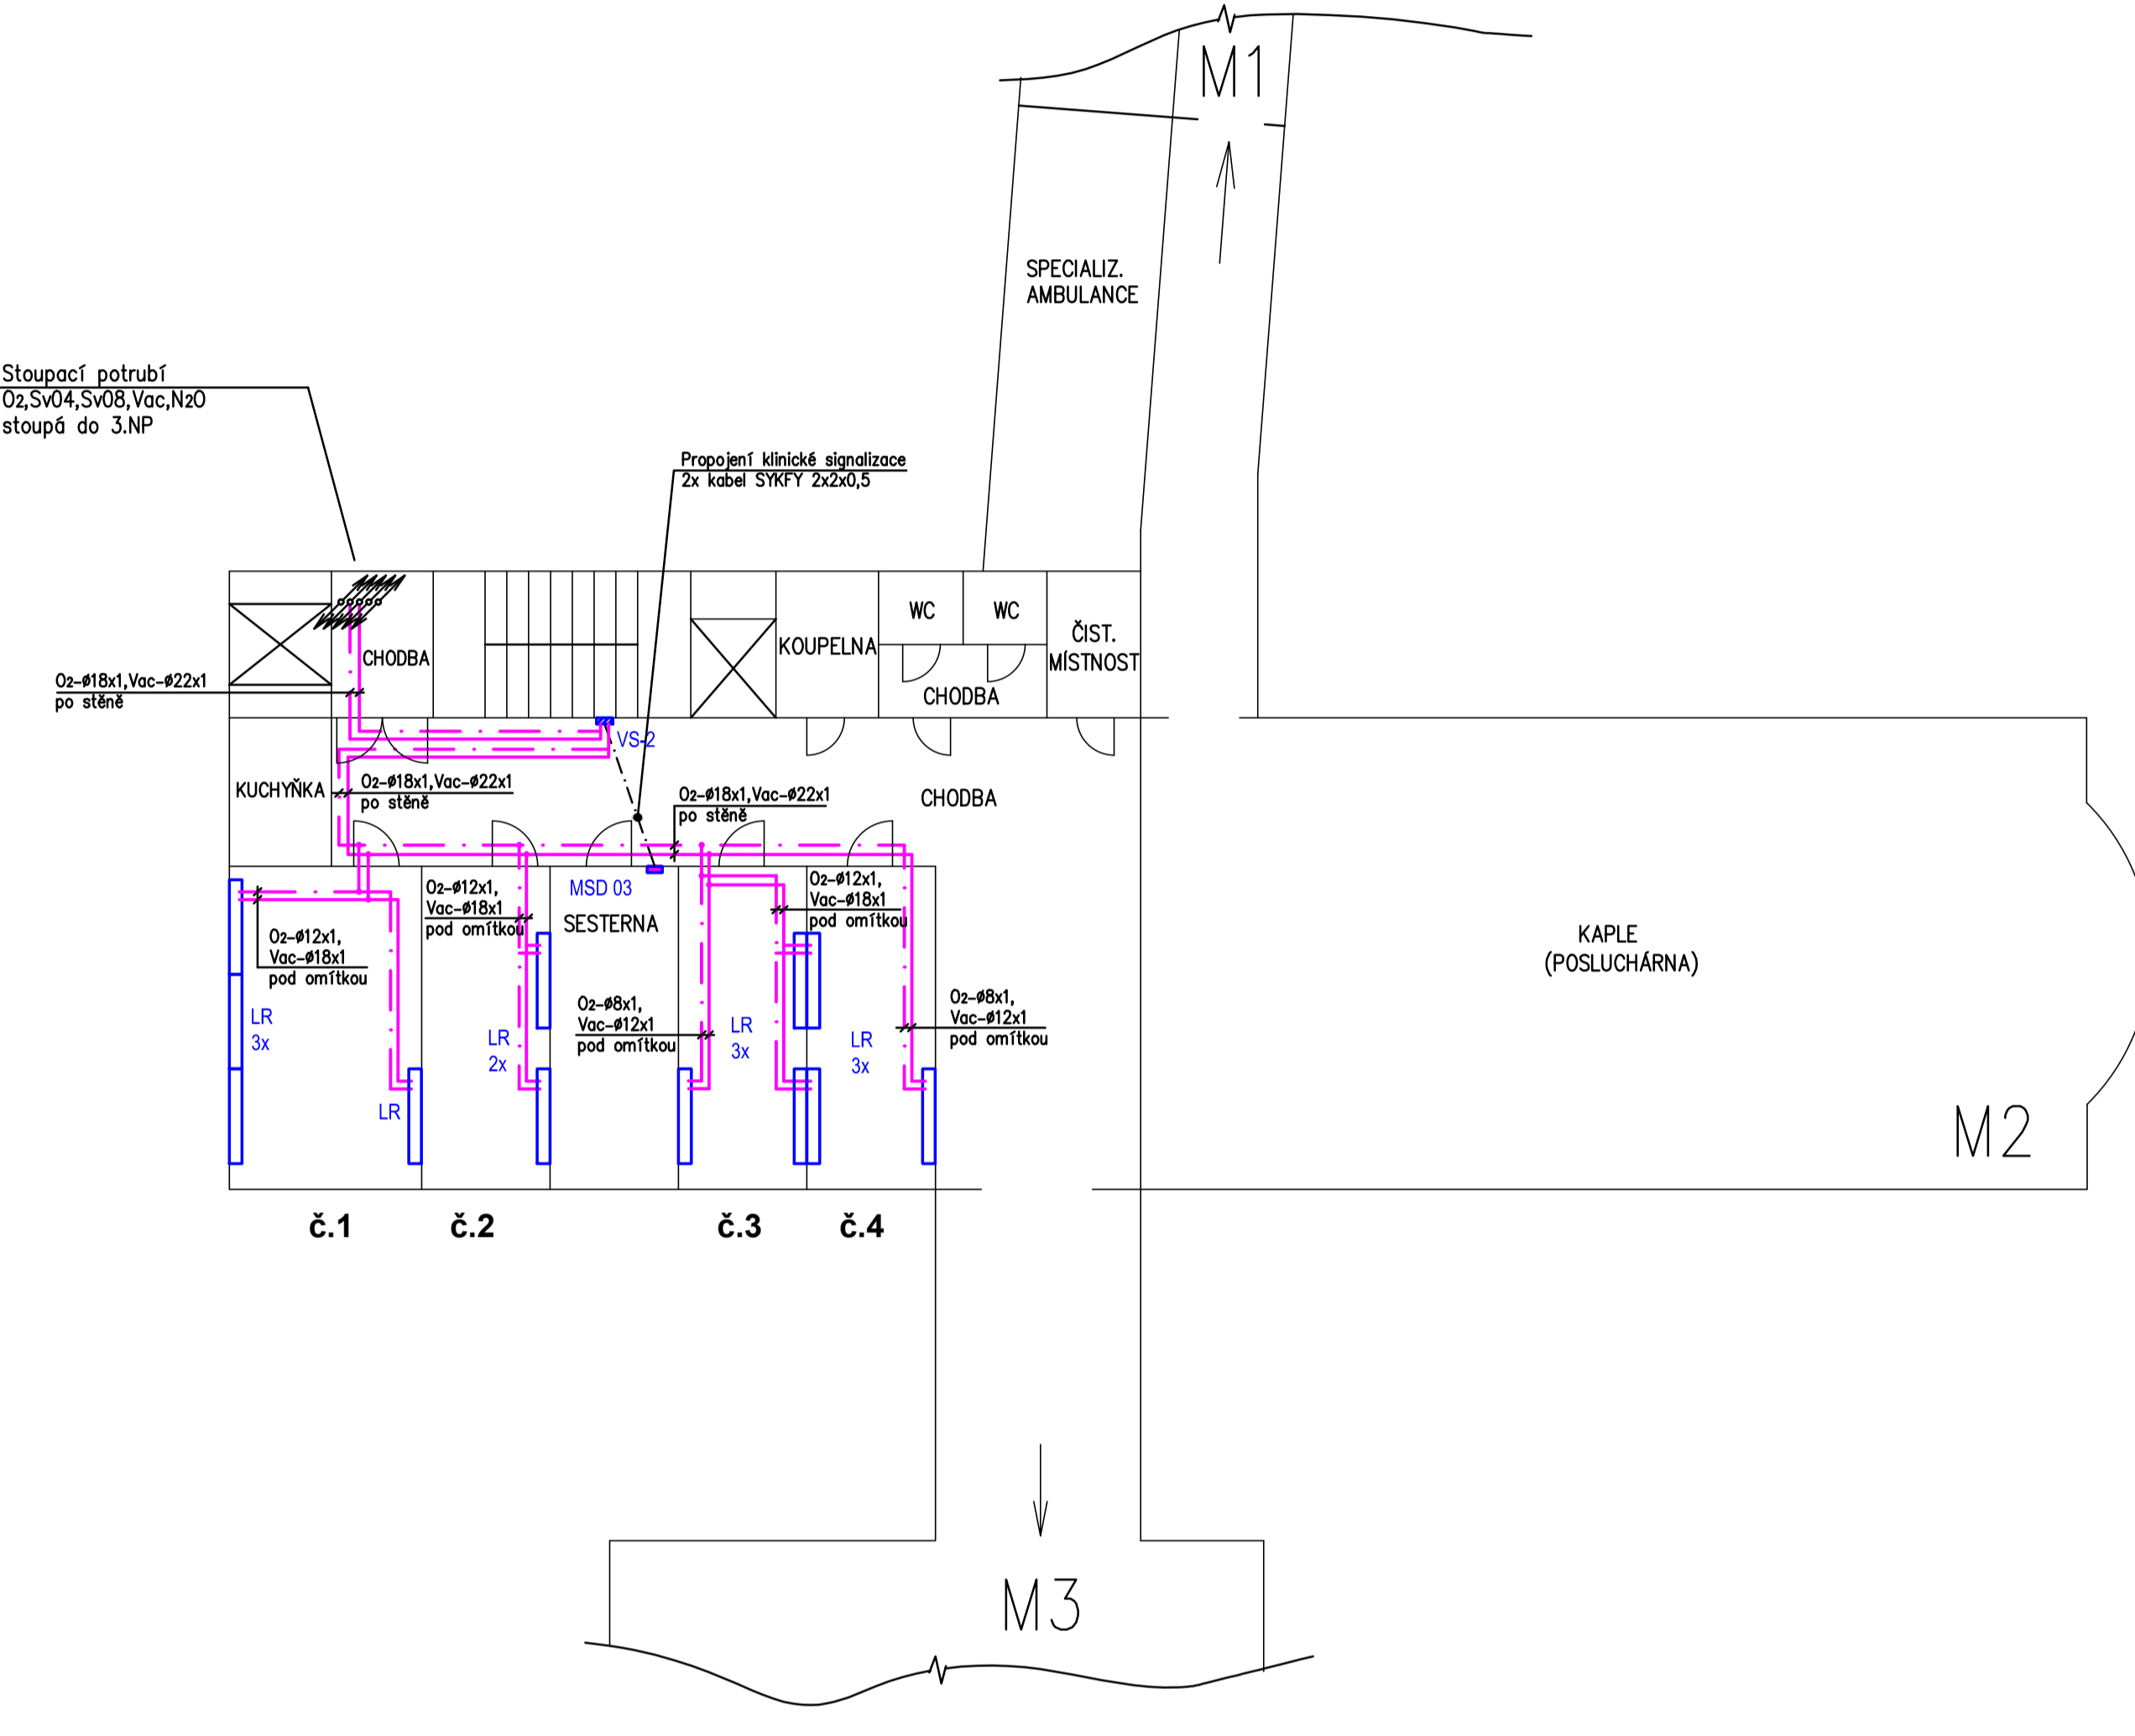 M1
SPECIALIZ.
AMBULANCE
Stoupací potrubí
O2,Sv04,Sv08,Vac,N2O
stoupá do 3.NP
Propojení klinické signalizace
2x kabel SYKFY 2x2x0,5
WC
WC
ČIST.
MÍSTNOST
KOUPELNA
CHODBA
CHODBA
O2-ø18x1,Vac-ø22x1
po stěně
VS-2
KUCHYŇKA
O2-ø18x1,Vac-ø22x1
po stěně
O2-ø18x1,Vac-ø22x1
po stěně
CHODBA
MSD 03
SESTERNA
O2-ø12x1,
Vac-ø18x1
pod omítkou
O2-ø12x1,
Vac-ø18x1
pod omítkou
O2-ø12x1,
Vac-ø18x1
pod omítkou
KAPLE
(POSLUCHÁRNA)
O2-ø8x1,
Vac-ø12x1
pod omítkou
O2-ø8x1,
Vac-ø12x1
pod omítkou
LR
3x
LR
2x
LR
3x
LR
3x
LR
M2
č.1
č.2
č.3
č.4
M3